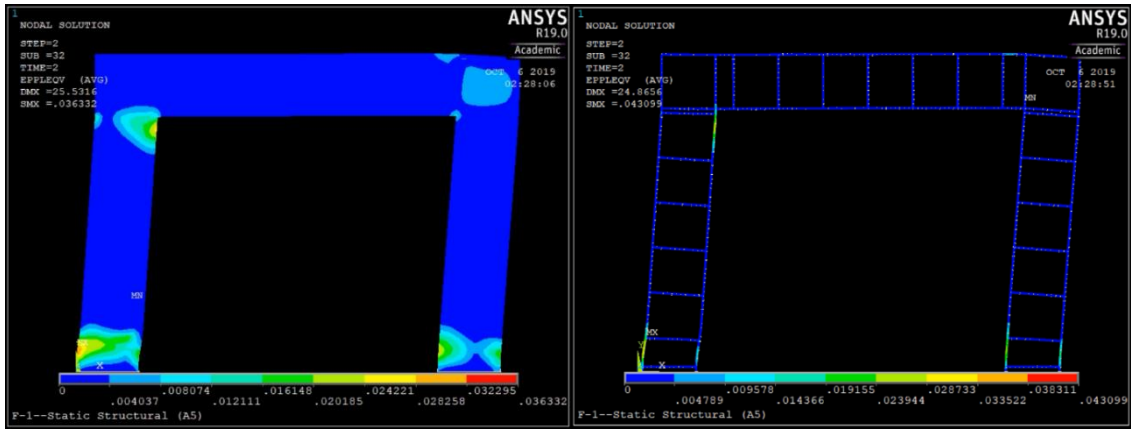 1
NODAL SOLUTION
STEP=2
SUB =32
TIME=2
EPPLEQV (AVG)
DMX =25.5316
SMX =.036332
ANSYS
R19.0
Academic
OCT 6 2019
02:28:06
MN
X
0 .008074 .016148 .024221 .032295
.004037 .012111 .020185 .028258 .036332
F-1--Static Structural (A5)
1
NODAL SOLUTION
STEP=2
SUB =32
TIME=2
EPPLEQV (AVG)
DMX =24.8656
SMX =.043099
ANSYS
R19.0
Academic
OCT 6 2019
02:28:51
MN
MX
Y
X
0 .009578 .019155 .028733 .038311
.004789 .014366 .023944 .033522 .043099
F-1--Static Structural (A5)